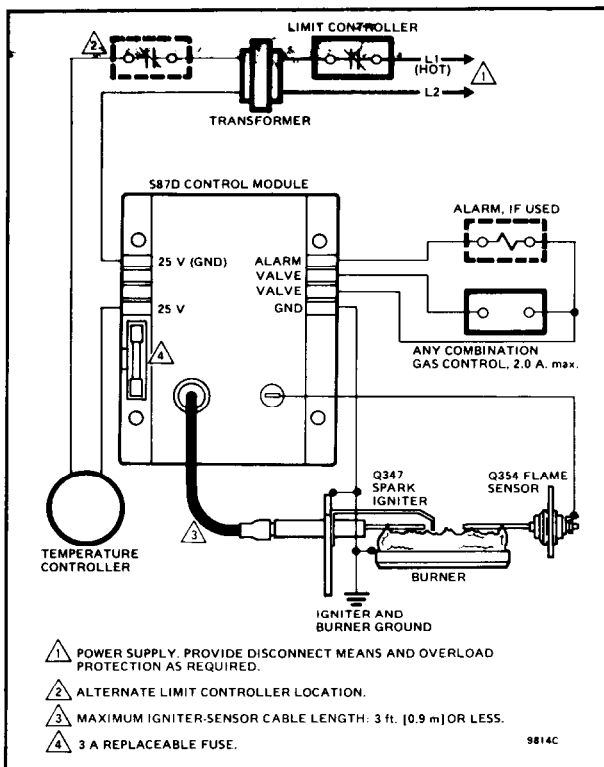 LIMIT CONTROLLER
2
L1
(HOT)
1
L2
TRANSFORMER
S87D CONTROL MODULE
ALARM, IF USED
25 V (GND)
ALARM
VALVE
VALVE
25 V
GND
4
ANY COMBINATION
GAS CONTROL, 2.0 A. max.
Q347
SPARK
IGNITER
Q354 FLAME
SENSOR
3
TEMPERATURE
CONTROLLER
BURNER
IGNITER AND
BURNER GROUND
1 POWER SUPPLY. PROVIDE DISCONNECT MEANS AND OVERLOAD
PROTECTION AS REQUIRED.
2 ALTERNATE LIMIT CONTROLLER LOCATION.
3 MAXIMUM IGNITER-SENSOR CABLE LENGTH: 3 ft. [0.9 m] OR LESS.
4 3 A REPLACEABLE FUSE.
9814C